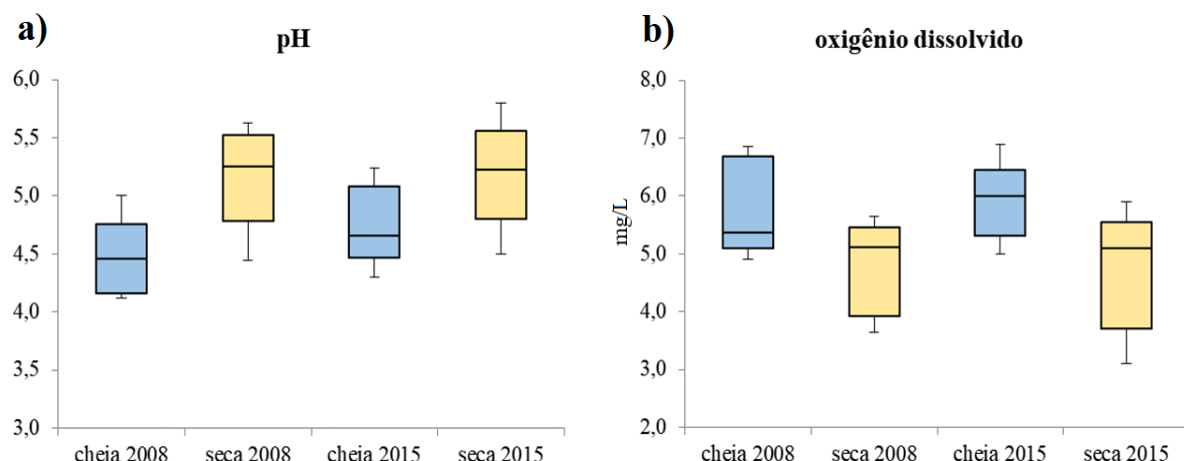 a)
pH
6,0
5,5
5,0
4,5
4,0
3,5
3,0
cheia 2008 seca 2008 cheia 2015 seca 2015
b)
oxigênio dissolvido
mg/L
8,0
7,0
6,0
5,0
4,0
3,0
2,0
cheia 2008 seca 2008 cheia 2015 seca 2015